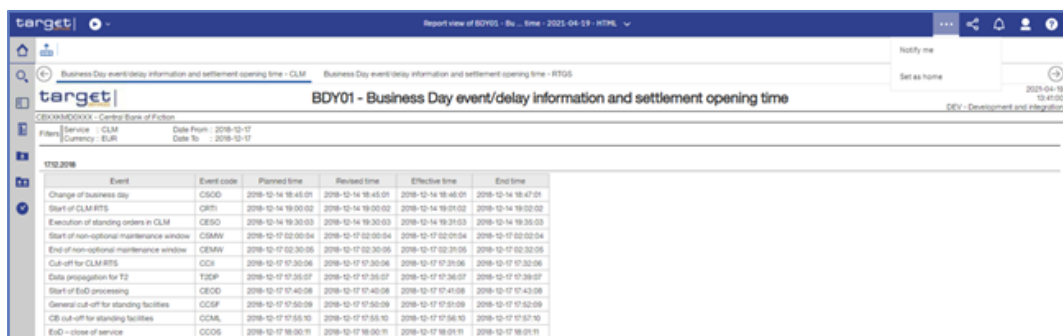 target|
Report view of BDY01 - Bu ... time - 2021-04-19 - HTML
Notify me
Set as home
Business Day event/delay information and settlement opening time - CLM Business Day event/delay information and settlement opening time - RTGS
target|
BDY01 - Business Day event/delay information and settlement opening time
2021-04-19
13:41:00
DEV - Development and integration
- Central Bank of Fiction
Filters Service : CLM Date From : 2018-12-17
Currency : EUR Date To : 2018-12-17
17.12.2018
Event Event code Planned time Revised time Effective time End time
Change of business day CSOD 2018-12-14 18:45:01 2018-12-14 18:45:01 2018-12-14 18:46:01 2018-12-14 18:47:01
Start of CLM RTS CRTI 2018-12-14 19:00:02 2018-12-14 19:00:02 2018-12-14 19:01:02 2018-12-14 19:02:02
Execution of standing orders in CLM CESO 2018-12-14 19:30:03 2018-12-14 19:30:03 2018-12-14 19:31:03 2018-12-14 19:35:03
Start of non-optional maintenance window CSMW 2018-12-17 02:00:04 2018-12-17 02:00:04 2018-12-17 02:01:04 2018-12-17 02:02:04
End of non-optional maintenance window CEMW 2018-12-17 02:30:05 2018-12-17 02:30:05 2018-12-17 02:31:05 2018-12-17 02:32:05
Cut-off for CLM RTS CCII 2018-12-17 17:30:06 2018-12-17 17:30:06 2018-12-17 17:31:06 2018-12-17 17:32:06
Data propagation for T2 T2DP 2018-12-17 17:35:07 2018-12-17 17:35:07 2018-12-17 17:36:07 2018-12-17 17:39:07
Start of EoD processing CEOD 2018-12-17 17:40:08 2018-12-17 17:40:08 2018-12-17 17:41:08 2018-12-17 17:43:08
General cut-off for standing facilities CCSF 2018-12-17 17:50:09 2018-12-17 17:50:09 2018-12-17 17:51:09 2018-12-17 17:52:09
CB cut-off for standing facilities CCML 2018-12-17 17:55:10 2018-12-17 17:55:10 2018-12-17 17:56:10 2018-12-17 17:57:10
EoD – close of service CCOS 2018-12-17 18:00:11 2018-12-17 18:00:11 2018-12-17 18:01:11 2018-12-17 18:01:11